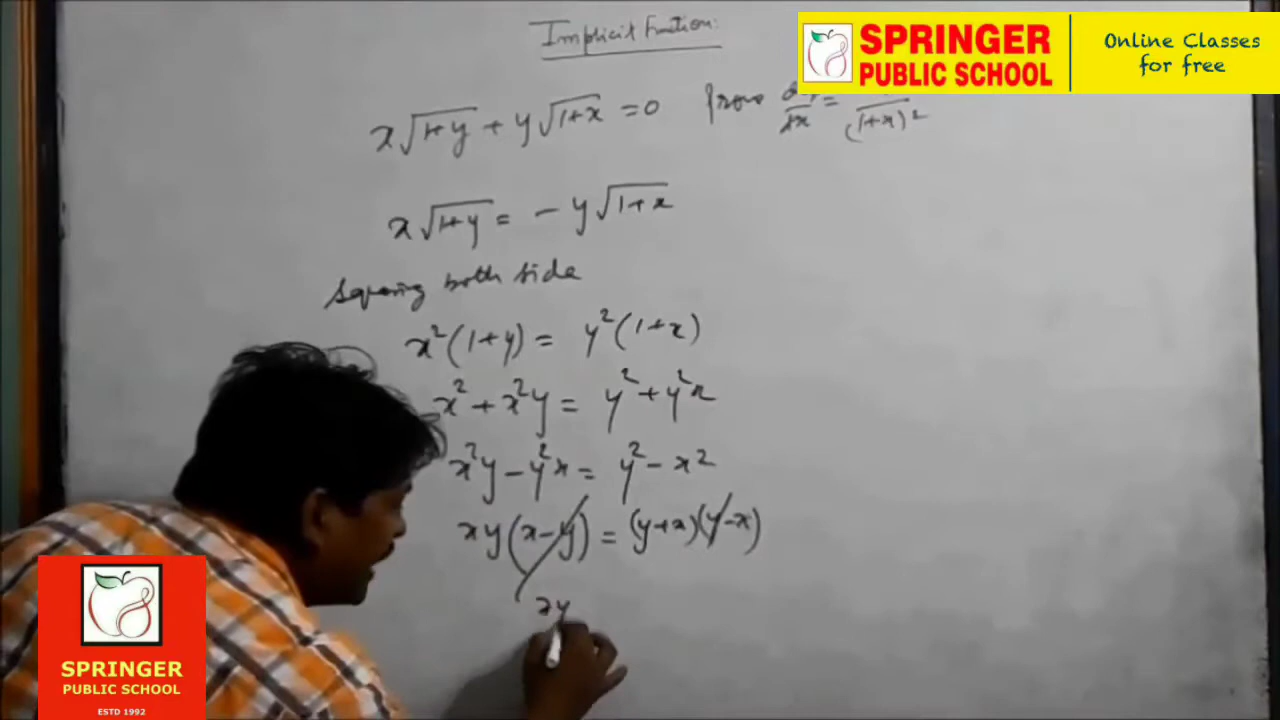 Implicit Function:
SPRINGER
PUBLIC SCHOOL
Online Classes
for free
x√1+y + y√1+x = 0 prove dy/dx = /(1+x)²
x√1+y = - y√1+x
Squaring both side
x²(1+y) = y²(1+x)
x² + x²y = y² + y²x
x²y - y²x = y² - x²
xy(x-y) = (y+x)(y-x)
xy
SPRINGER
PUBLIC SCHOOL
ESTD 1992